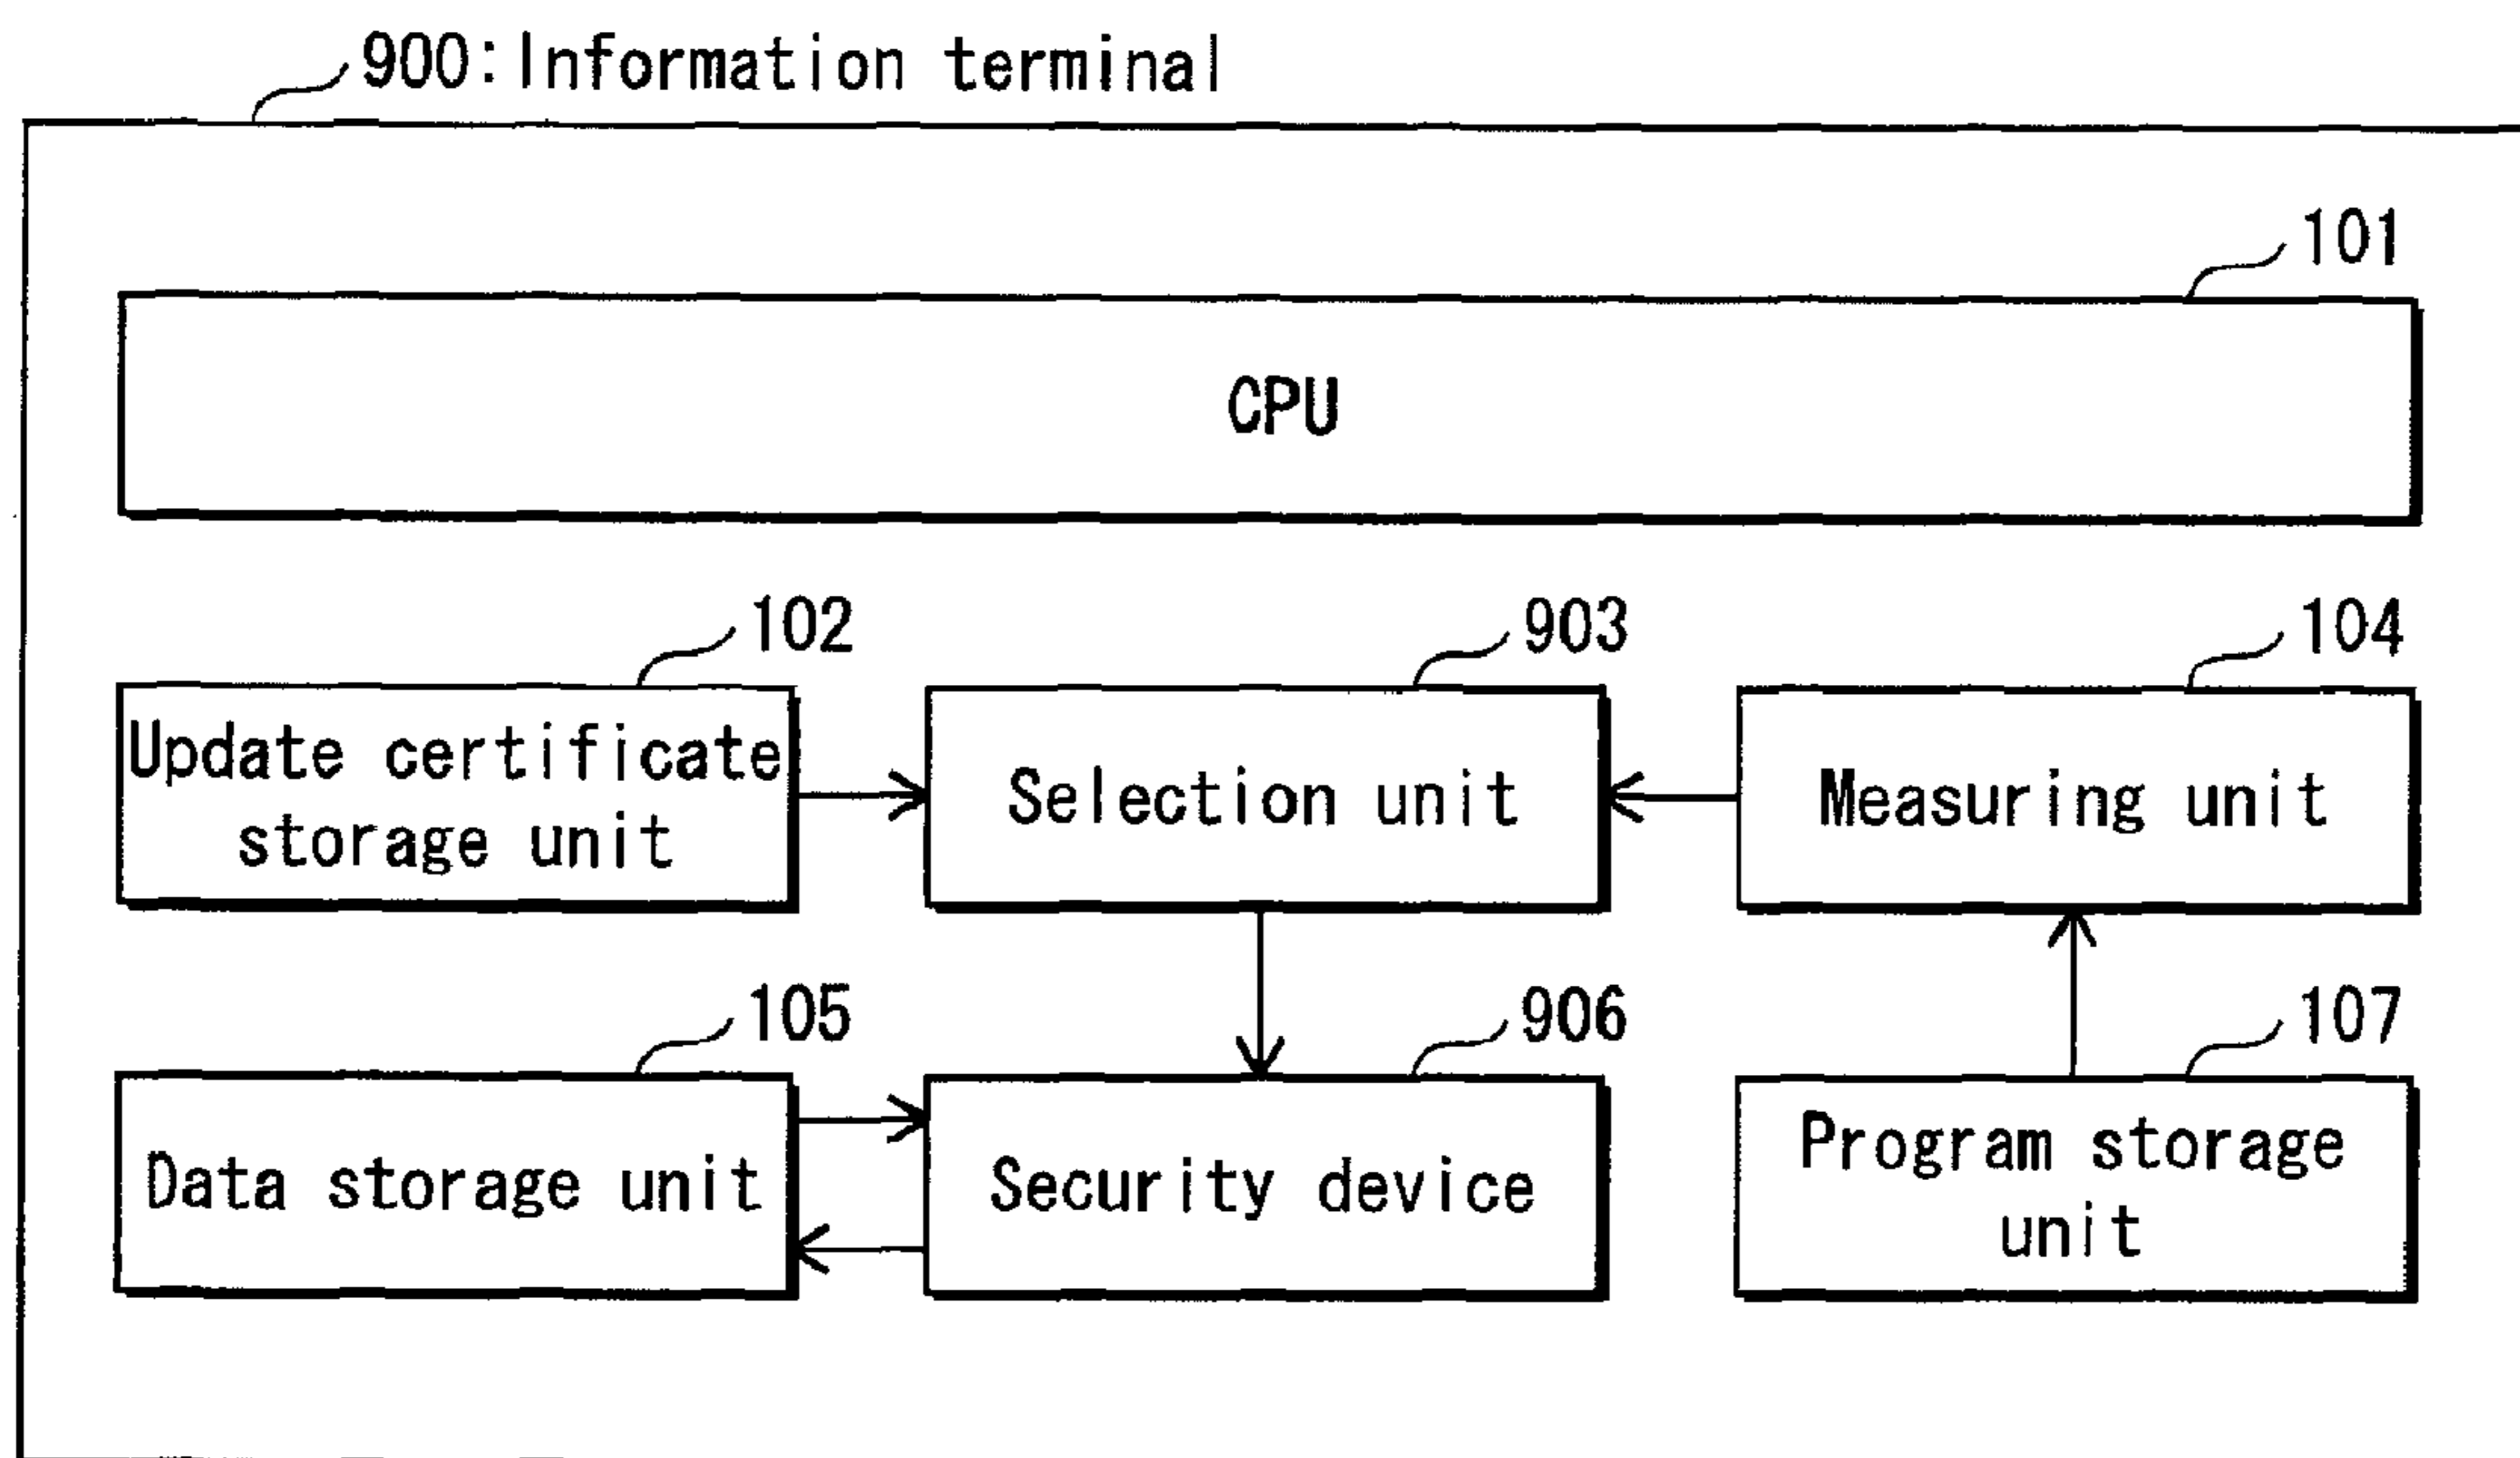 900:Information terminal
101
CPU
102
903
104
Update certificate
storage unit
Selection unit
Measuring unit
105
906
107
Data storage unit
Security device
Program storage
unit